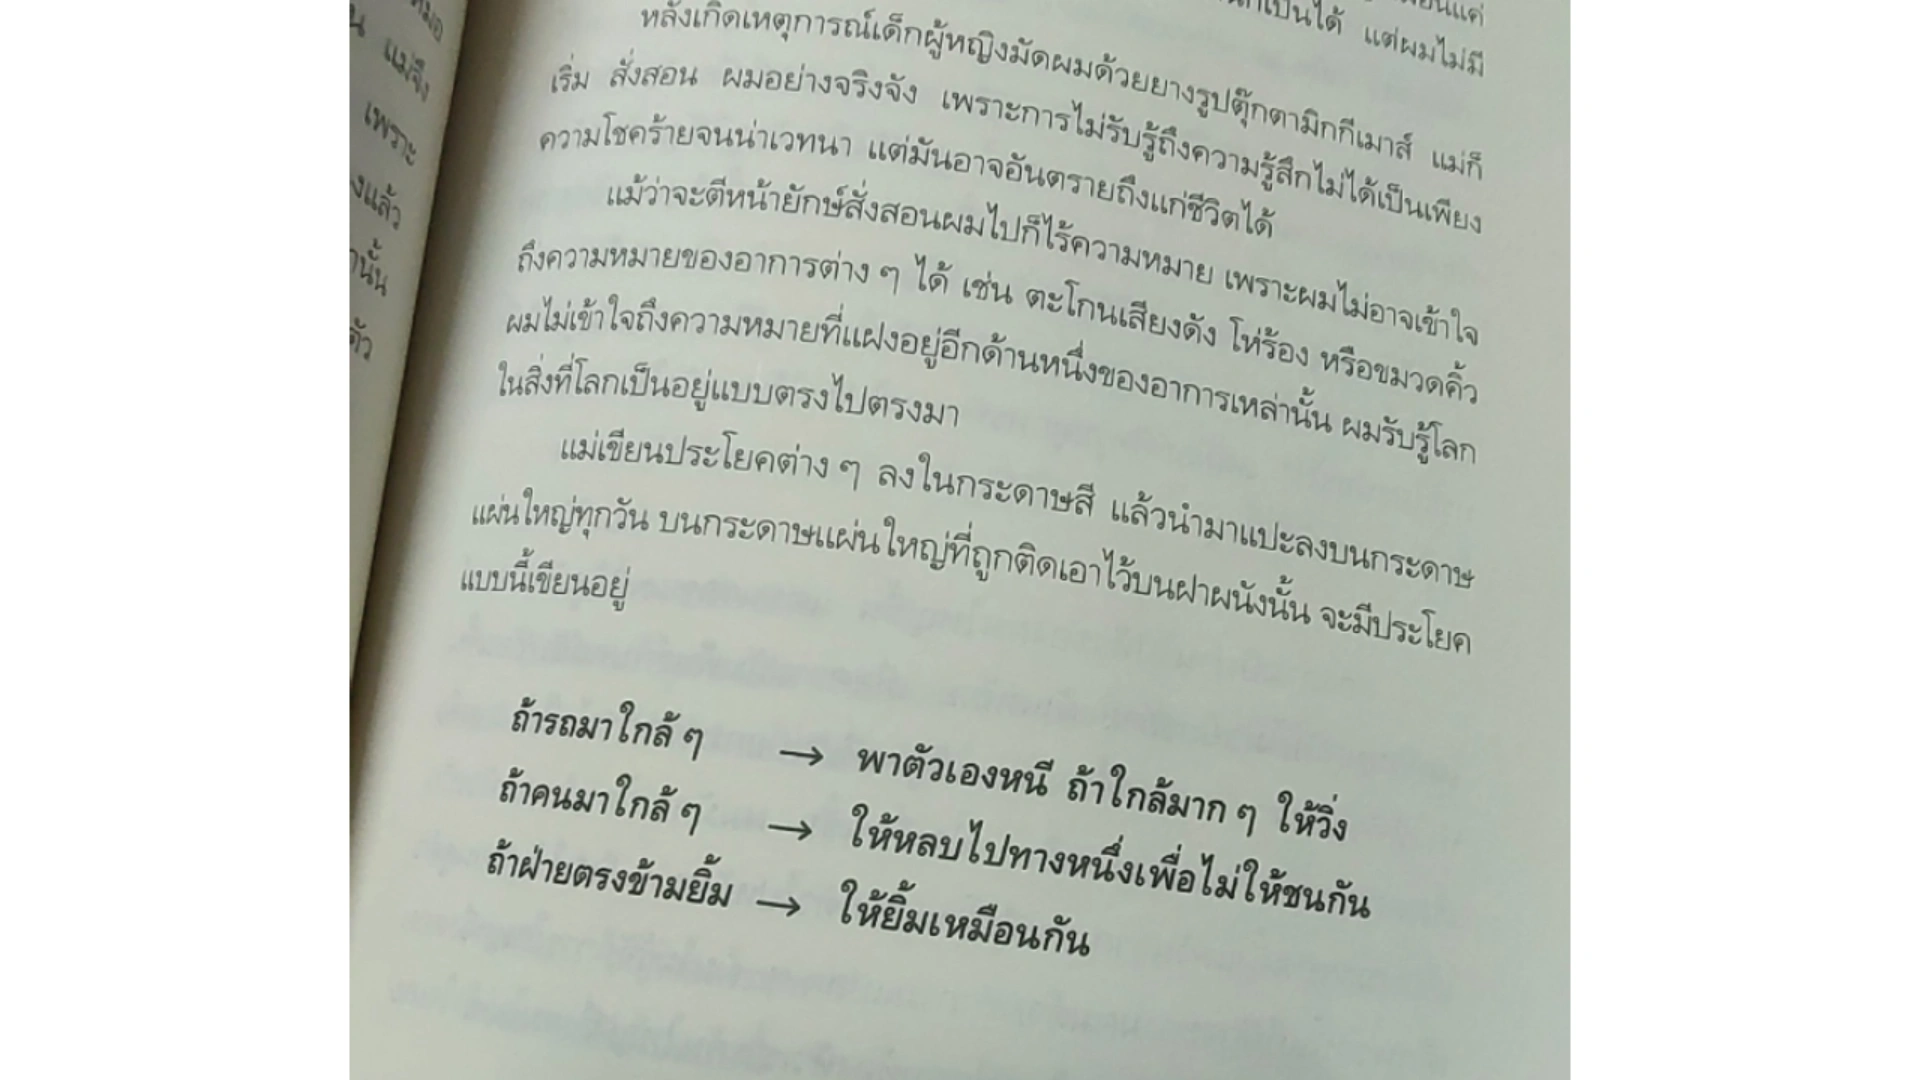 หมอ
แม่จึง
เพราะ
งแล้ว
านั้น
ตัว
เป็นได้ แต่ผมไม่มี
หลังเกิดเหตุการณ์เด็กผู้หญิงมัดผมด้วยยางรูปตุ๊กตามิกกีเมาส์ แม่ก็
เริ่ม สั่งสอน ผมอย่างจริงจัง เพราะการไม่รับรู้ถึงความรู้สึกไม่ได้เป็นเพียง
ความโชคร้ายจนน่าเวทนา แต่มันอาจอันตรายถึงแก่ชีวิตได้
แม้ว่าจะตีหน้ายักษ์สั่งสอนผมไปก็ไร้ความหมาย เพราะผมไม่อาจเข้าใจ
ถึงความหมายของอาการต่าง ๆ ได้ เช่น ตะโกนเสียงดัง โห่ร้อง หรือขมวดคิ้ว
ผมไม่เข้าใจถึงความหมายที่แฝงอยู่อีกด้านหนึ่งของอาการเหล่านั้น ผมรับรู้โลก
ในสิ่งที่โลกเป็นอยู่แบบตรงไปตรงมา
แม่เขียนประโยคต่าง ๆ ลงในกระดาษสี แล้วนำมาแปะลงบนกระดาษ
แผ่นใหญ่ทุกวัน บนกระดาษแผ่นใหญ่ที่ถูกติดเอาไว้บนฝาผนังนั้น จะมีประโยค
แบบนี้เขียนอยู่
ถ้ารถมาใกล้ ๆ → พาตัวเองหนี ถ้าใกล้มาก ๆ ให้วิ่ง
ถ้าคนมาใกล้ ๆ → ให้หลบไปทางหนึ่งเพื่อไม่ให้ชนกัน
ถ้าฝ่ายตรงข้ามยิ้ม → ให้ยิ้มเหมือนกัน